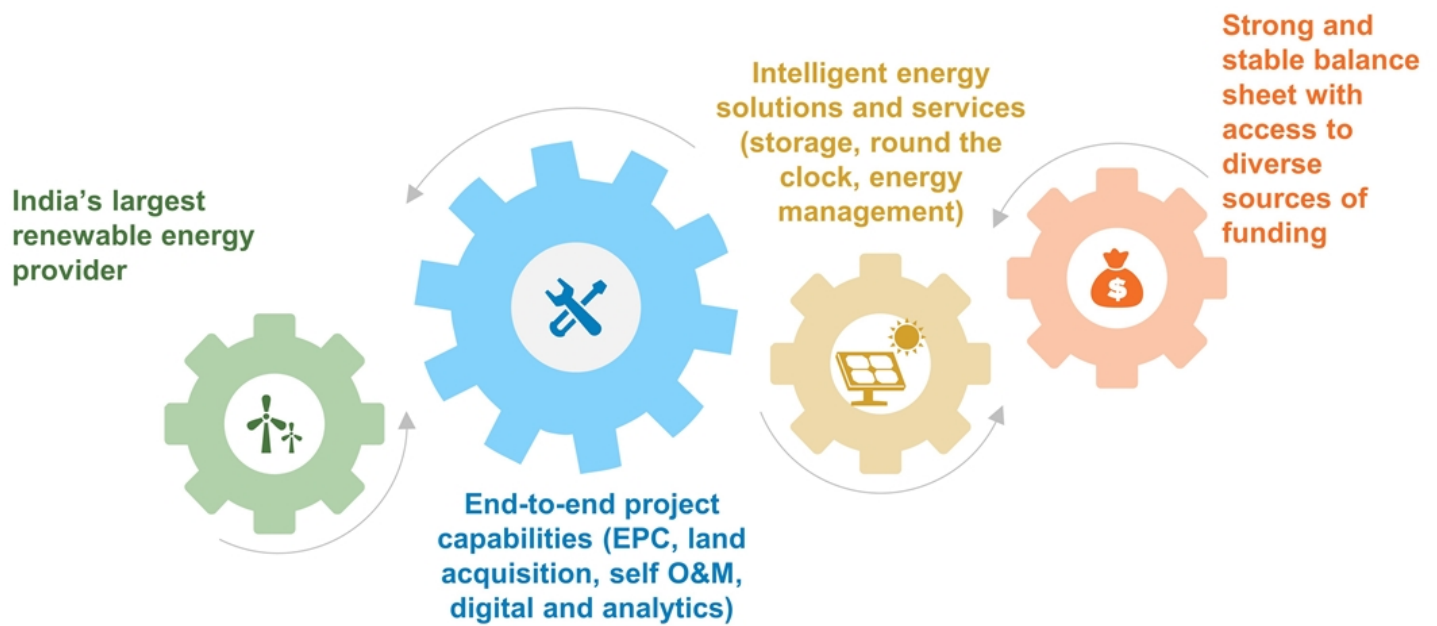 India’s largest
renewable energy
provider
End-to-end project
capabilities (EPC, land
acquisition, self O&M,
digital and analytics)
Intelligent energy
solutions and services
(storage, round the
clock, energy
management)
Strong and
stable balance
sheet with
access to
diverse
sources of
funding
$